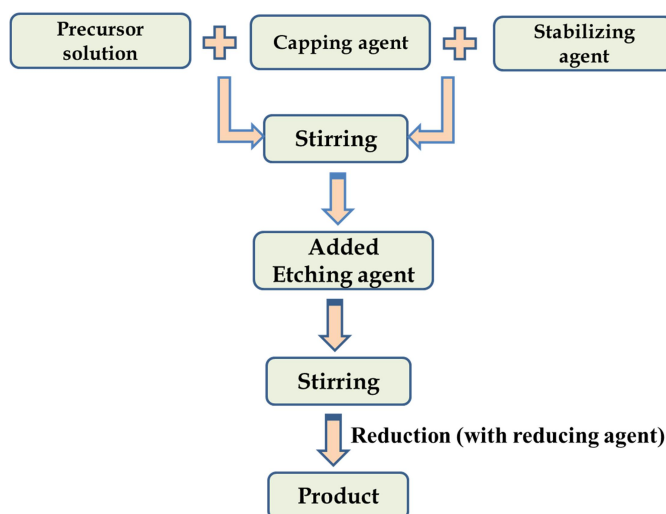 Precursor
solution
Capping agent
Stabilizing
agent
Stirring
Added
Etching agent
Stirring
Reduction (with reducing agent)
Product